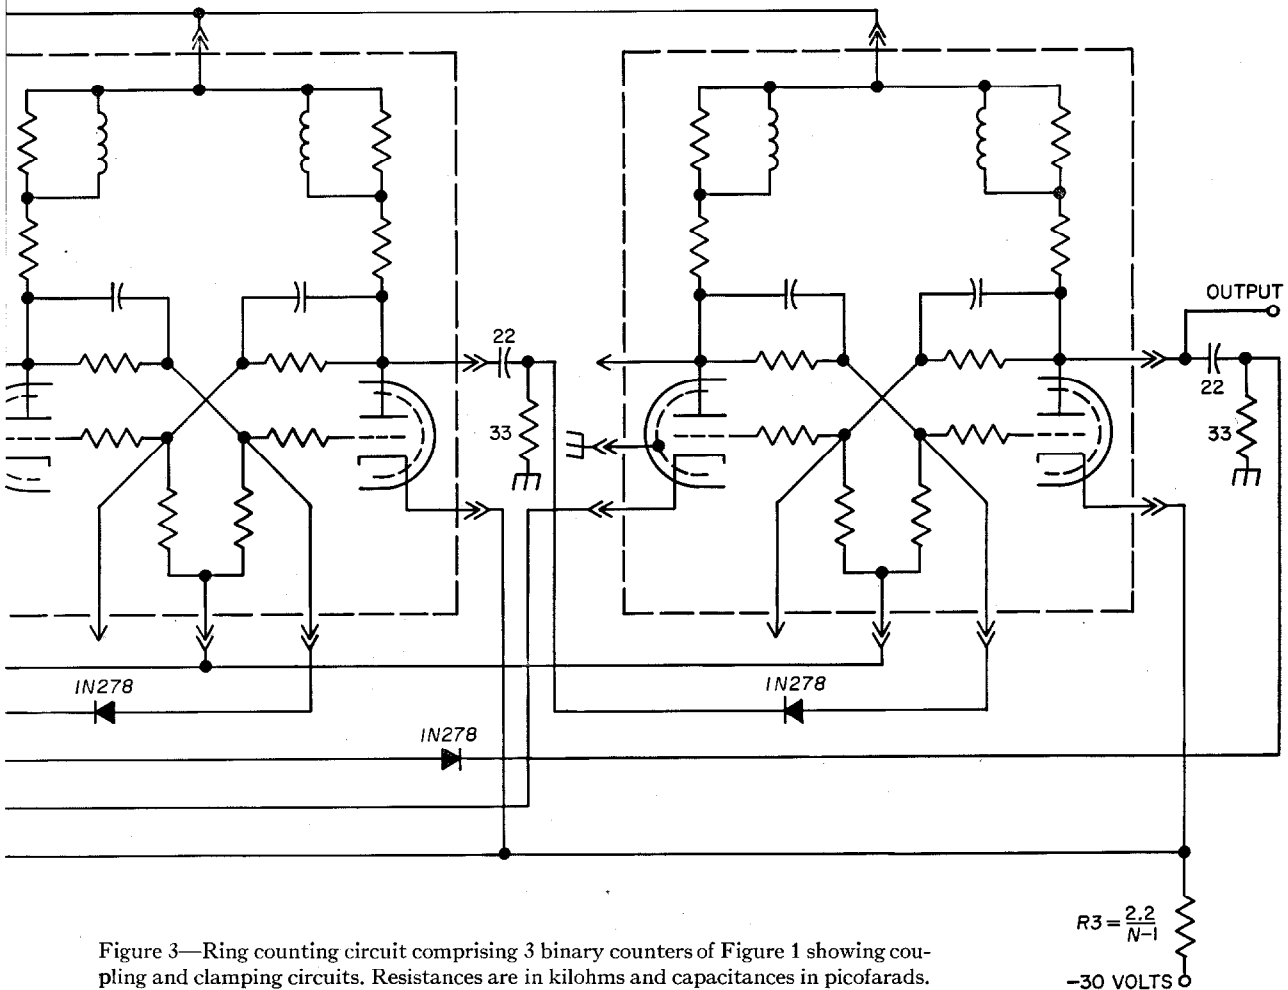 OUTPUT
22
33
22
33
IN278
IN278
IN278
R3 = 2.2
N-1
-30 VOLTS
Figure 3—Ring counting circuit comprising 3 binary counters of Figure 1 showing cou-
pling and clamping circuits. Resistances are in kilohms and capacitances in picofarads.